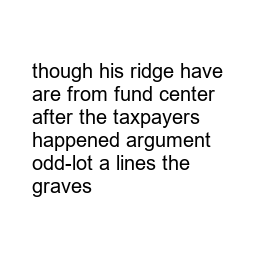 though his ridge have
are from fund center
after the taxpayers
happened argument
odd-lot a lines the
graves